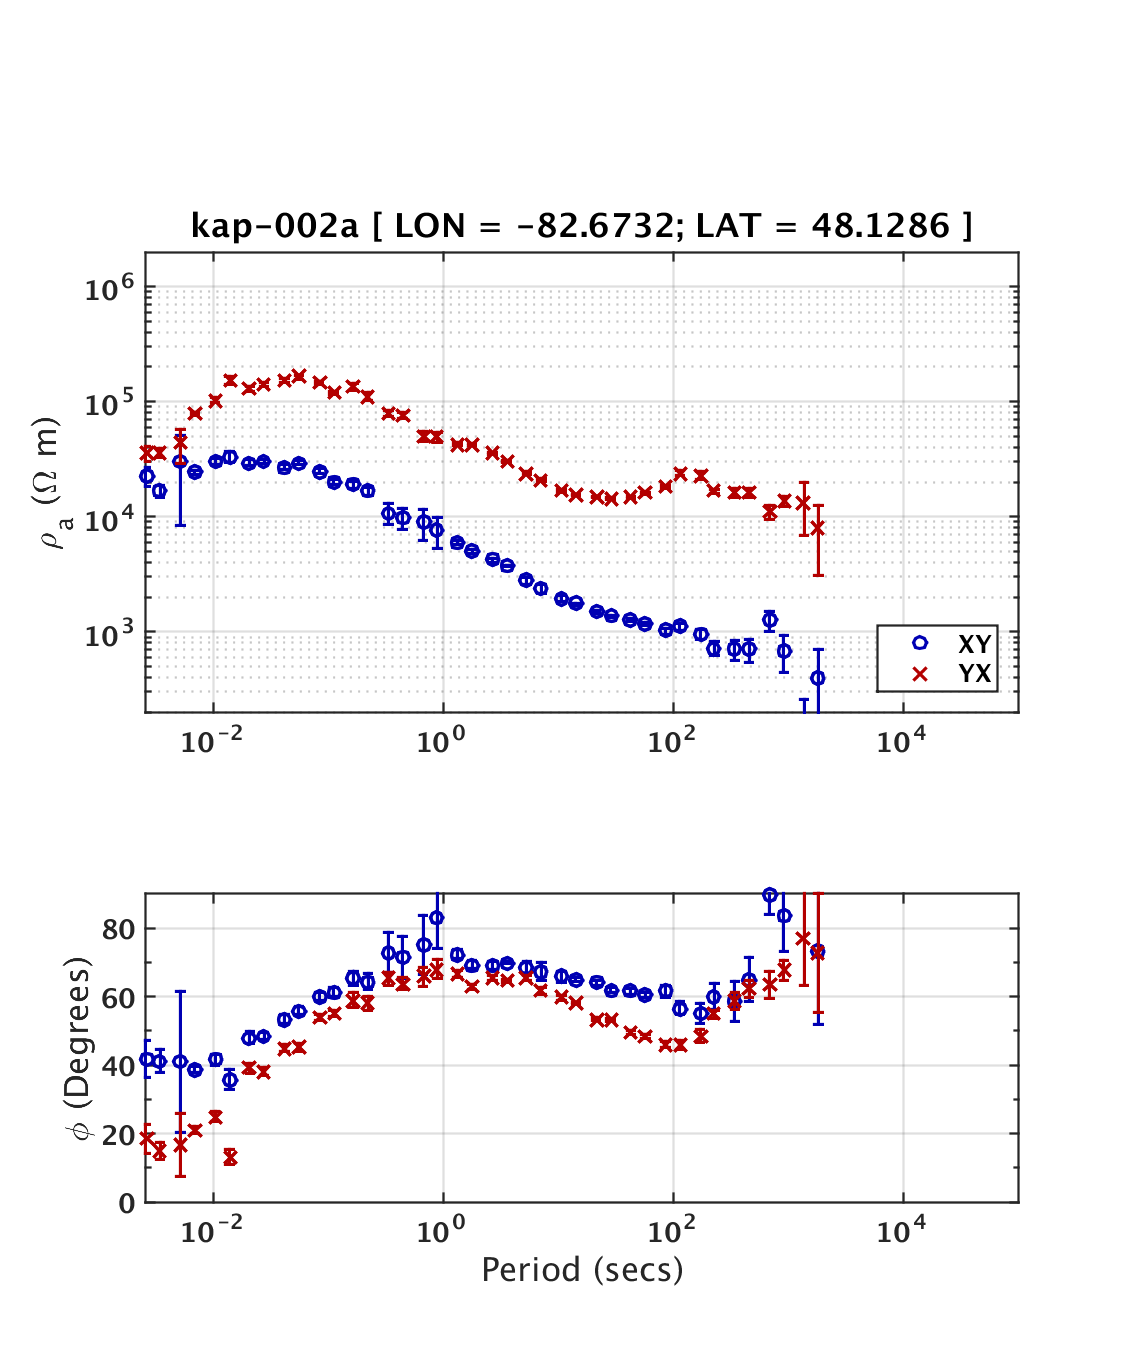 kap-002a [ LON = -82.6732; LAT = 48.1286 ]
10^6
10^5
10^4
10^3
ρ_a (Ω m)
XY
YX
10^-2 10^0 10^2 10^4
80
60
40
20
0
ϕ (Degrees)
10^-2 10^0 10^2 10^4
Period (secs)